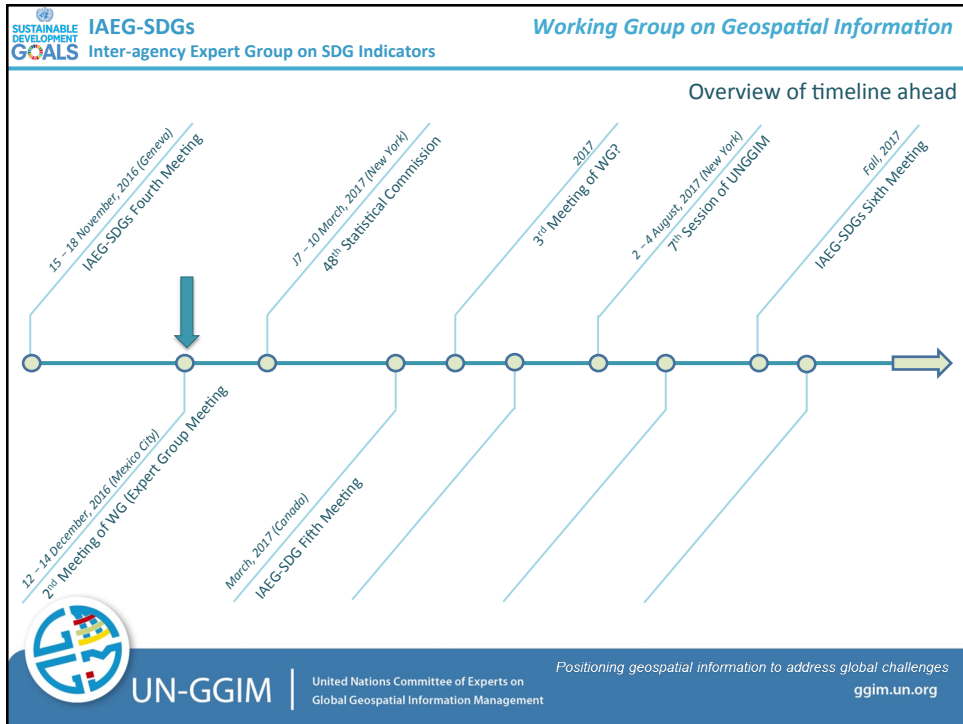 SUSTAINABLE
DEVELOPMENT
GOALS
IAEG-SDGs
Inter-agency Expert Group on SDG Indicators
Working Group on Geospatial Information
Overview of timeline ahead
15 – 18 November, 2016 (Geneva)
IAEG-SDGs Fourth Meeting
J7 – 10 March, 2017 (New York)
48th Statistical Commission
2017
3rd Meeting of WG?
2 – 4 August, 2017 (New York)
7th Session of UNGGIM
Fall, 2017
IAEG-SDGs Sixth Meeting
12 – 14 December, 2016 (Mexico City)
2nd Meeting of WG (Expert Group Meeting
March, 2017 (Canada)
IAEG-SDG Fifth Meeting
UN-GGIM
United Nations Committee of Experts on
Global Geospatial Information Management
Positioning geospatial information to address global challenges
ggim.un.org